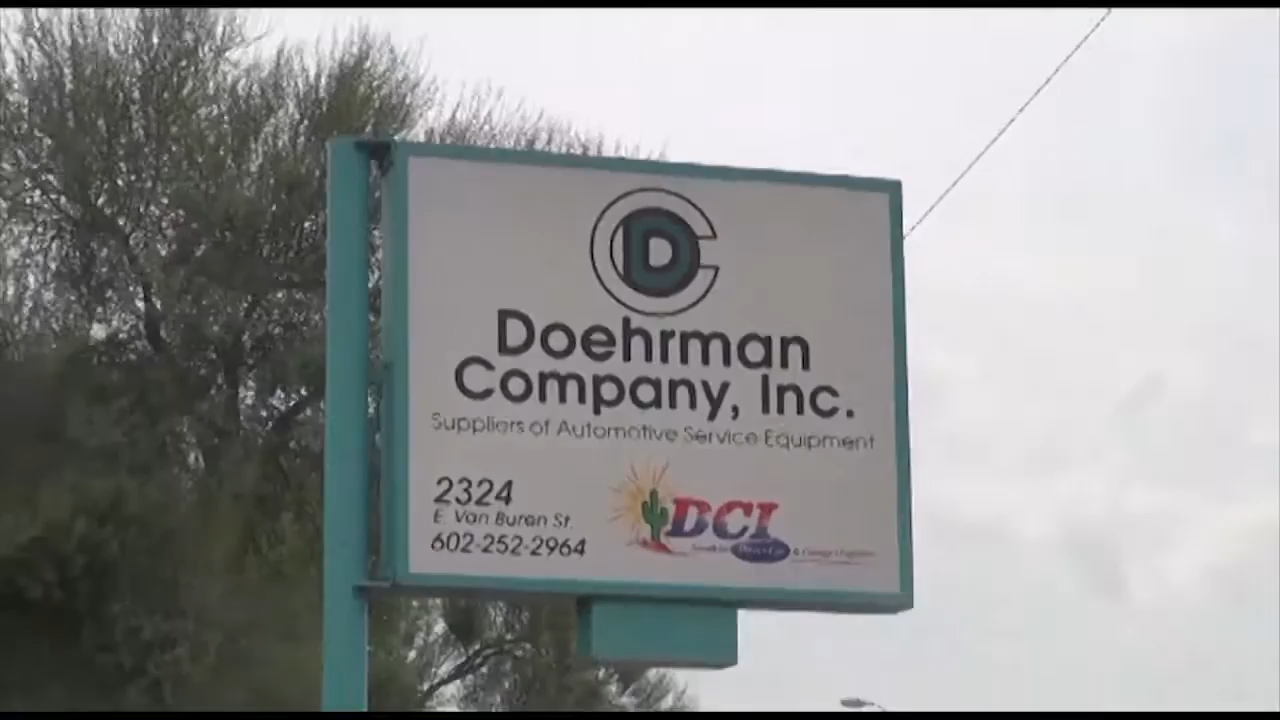 DC
Doehrman
Company, Inc.
Suppliers of Automotive Service Equipment
2324
E. Van Buren St.
602-252-2964
DCI